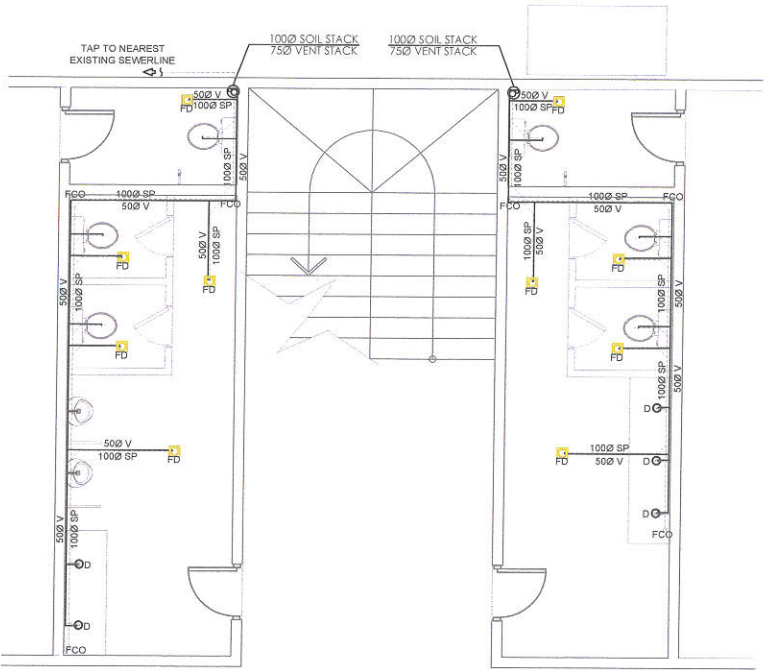 100Ø SOIL STACK
75Ø VENT STACK
100Ø SOIL STACK
75Ø VENT STACK
TAP TO NEAREST
EXISTING SEWERLINE
50Ø V
100Ø SP
FD
50Ø V
100Ø SP
FD
100Ø SP
50Ø V
50Ø V
100Ø SP
FCO
100Ø SP
50Ø V
FCO
FCO
100Ø SP
50Ø V
FCO
50Ø V
100Ø SP
FD
50Ø V
100Ø SP
FD
100Ø SP
50Ø V
FD
FD
100Ø SP
50Ø V
FD
FD
100Ø SP
50Ø V
D
50Ø V
100Ø SP
FD
100Ø SP
50Ø V
FD
D
50Ø V
100Ø SP
D
FCO
D
D
FCO